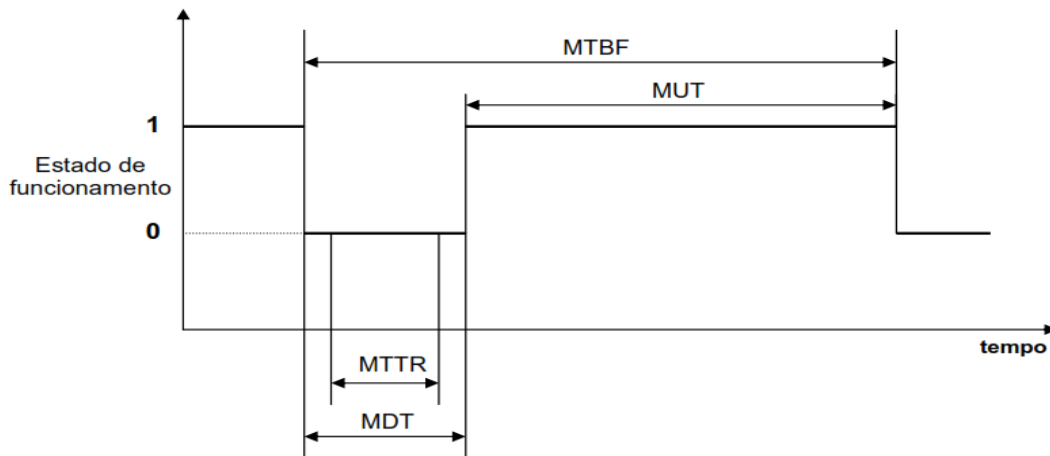 MTBF
MUT
1
Estado de
funcionamento
0
tempo
MTTR
MDT